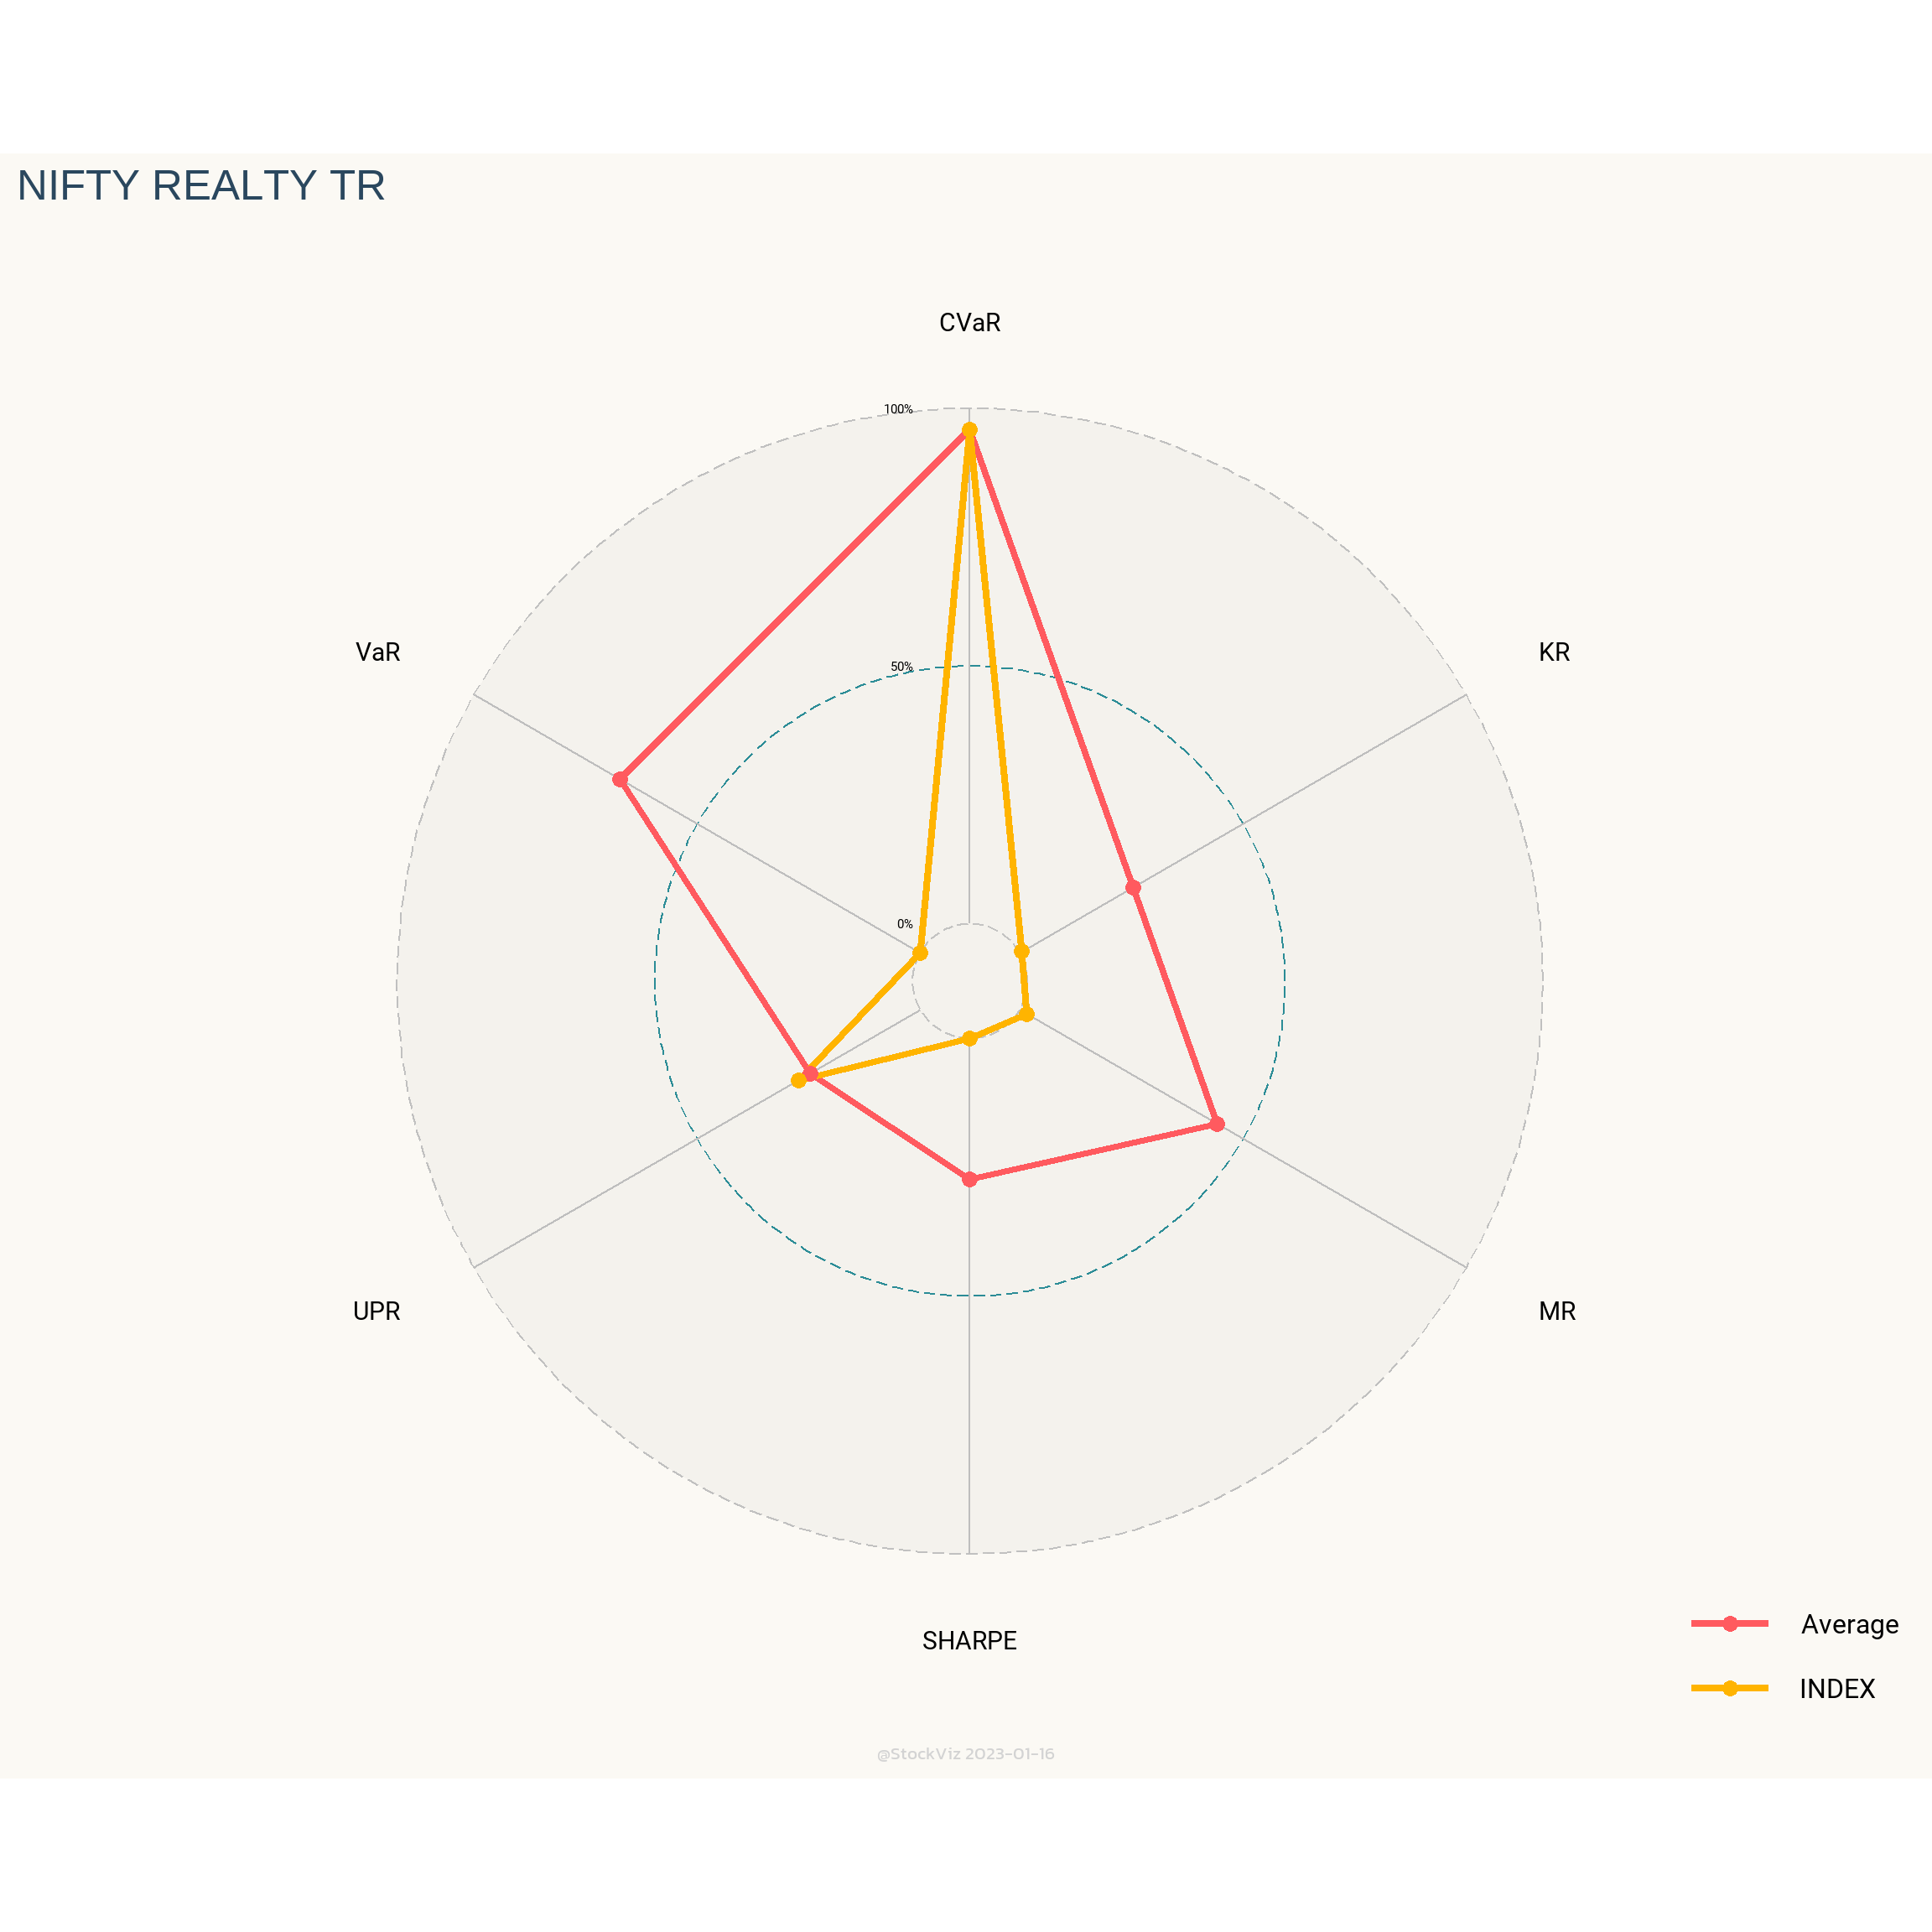 NIFTY REALTY TR
CVaR
100%
VaR
KR
50%
0%
UPR
MR
SHARPE
Average
INDEX
@StockViz 2023-01-16